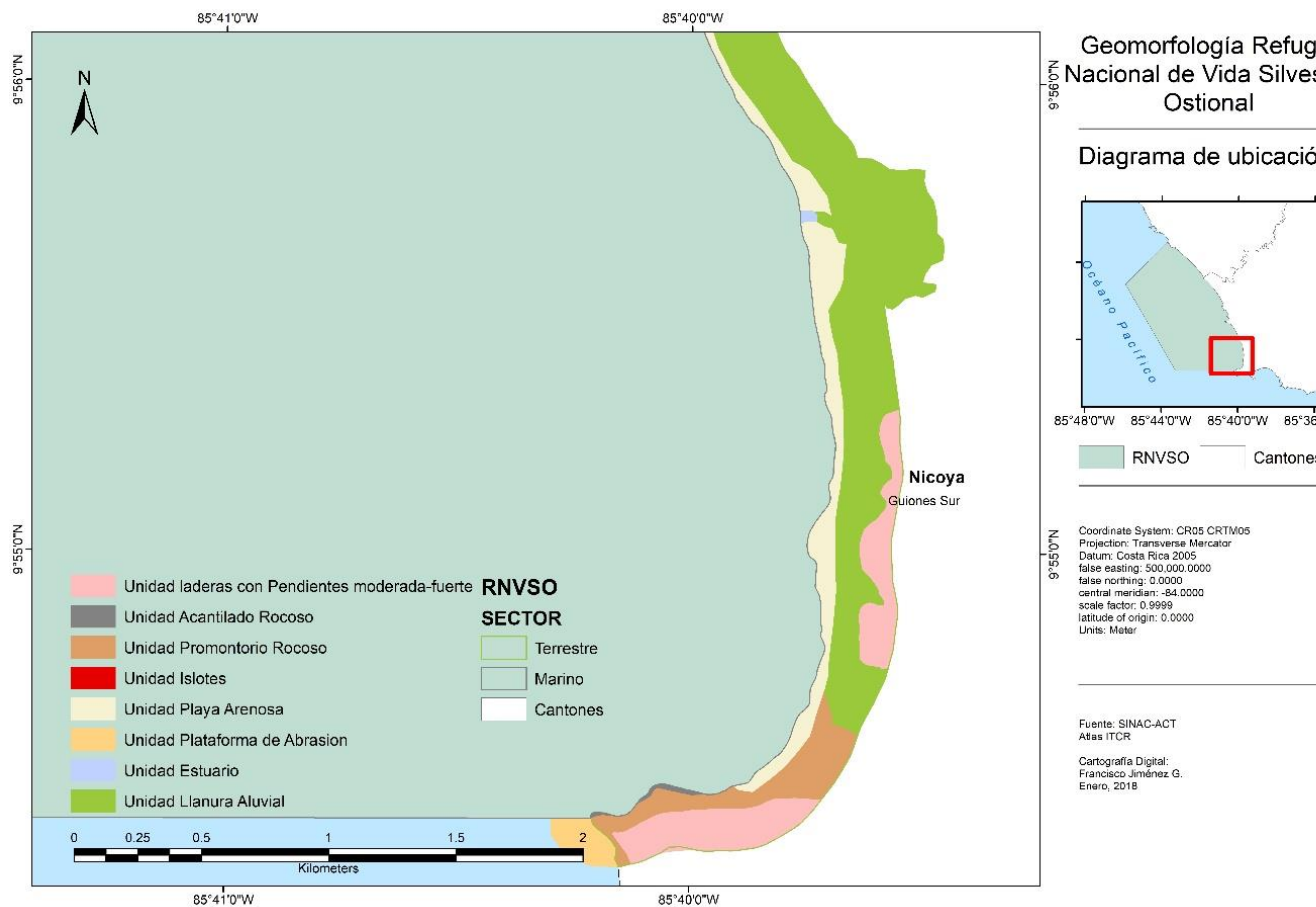 85°41'0"W
85°40'0"W
9°56'0"N
9°56'0"N
N
Nicoya
Guiones Sur
9°55'0"N
9°55'0"N
Unidad laderas con Pendientes moderada-fuerte
Unidad Acantilado Rocoso
Unidad Promontorio Rocoso
Unidad Islotes
Unidad Playa Arenosa
Unidad Plataforma de Abrasion
Unidad Estuario
Unidad Llanura Aluvial
RNVSO
SECTOR
Terrestre
Marino
Cantones
0 0.25 0.5 1 1.5 2
Kilometers
85°41'0"W
85°40'0"W
Geomorfología Refug
Nacional de Vida Silves
Ostional
Diagrama de ubicació
Océano Pacífico
85°48'0"W 85°44'0"W 85°40'0"W 85°36'
RNVSO
Cantones
Coordinate System: CR05 CRTM05
Projection: Transverse Mercator
Datum: Costa Rica 2005
false easting: 500,000.0000
false northing: 0.0000
central meridian: -84.0000
scale factor: 0.9999
latitude of origin: 0.0000
Units: Meter
Fuente: SINAC-ACT
Atlas ITCR
Cartografía Digital:
Francisco Jiménez G.
Enero, 2018